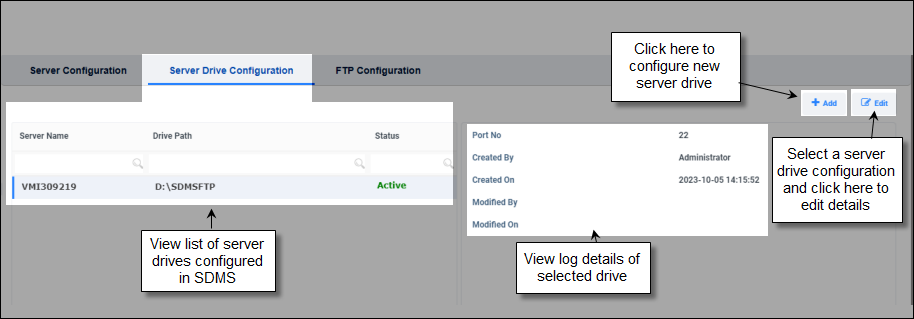 Click here to
configure new
server drive
Server Configuration
Server Drive Configuration
FTP Configuration
Add
Edit
Server Name
Drive Path
Status
VMI309219
D:\SDMSFTP
Active
Port No
22
Created By
Administrator
Created On
2023-10-05 14:15:52
Modified By
Modified On
Select a server
drive configuration
and click here to
edit details
View list of server
drives configured
in SDMS
View log details of
selected drive